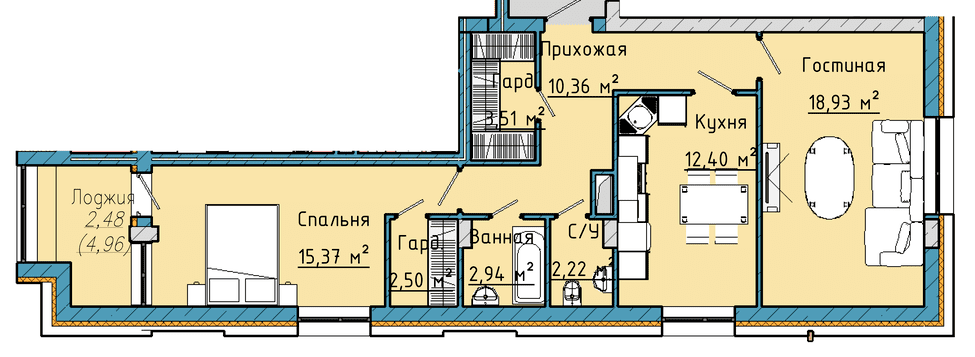 Прихожая
10,36 м²
Гард
3,51 м²
Гостиная
18,93 м²
Кухня
12,40 м²
Лоджия
2,48
(4,96)
Спальня
15,37 м²
Гард
2,50 м²
Ванная
2,94 м²
С/У
2,22 м²